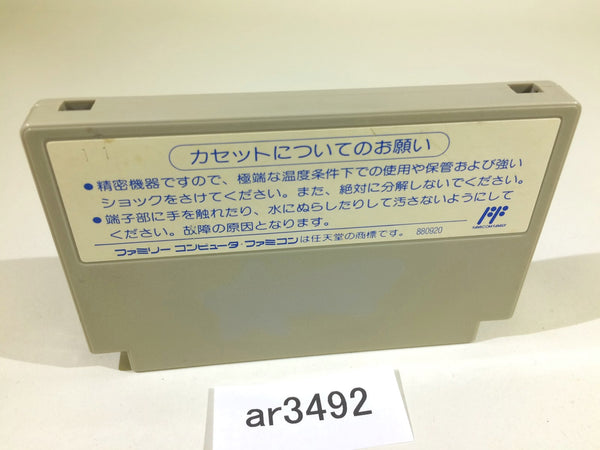 カセットについてのお願い
●精密機器ですので、極端な温度条件下での使用や保管および強い
ショックをさけてください。また、絶対に分解しないでください。
●端子部に手を触れたり、水にぬらしたりして汚さないようにして
ください。故障の原因となります。
ファミリー コンピュータ・ファミコンは任天堂の商標です。 880920
ar3492